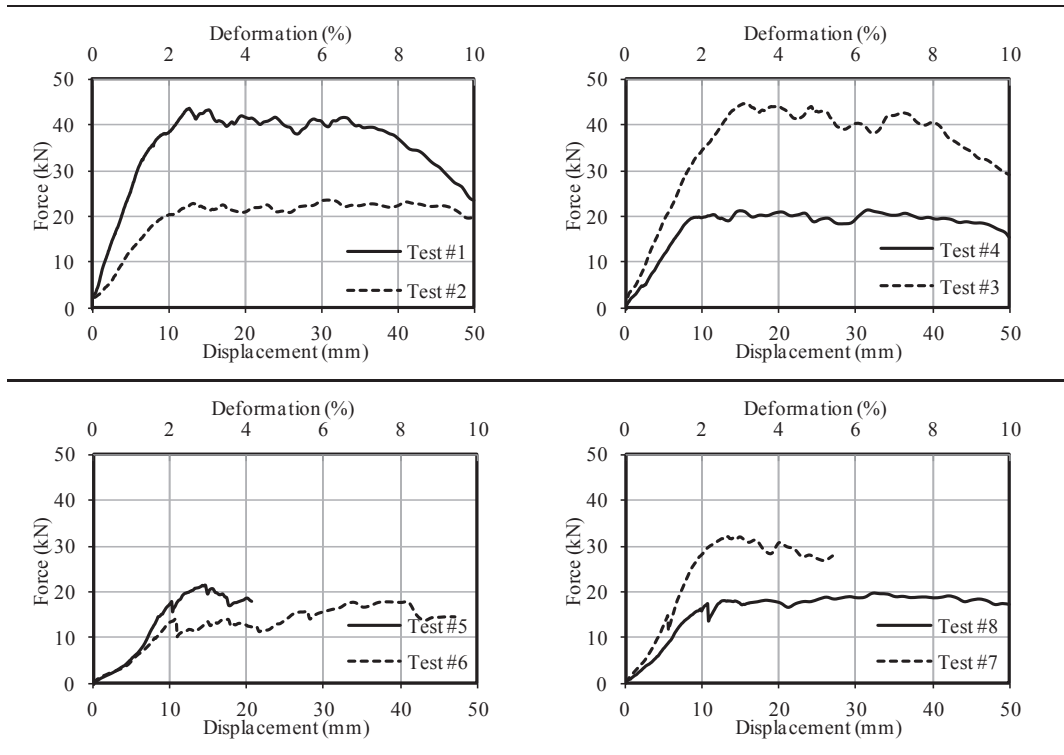 Deformation (%)
0 2 4 6 8 10
50
40
30
20
10
0
Force (kN)
Test #1
Test #2
0 10 20 30 40 50
Displacement (mm)
Deformation (%)
0 2 4 6 8 10
50
40
30
20
10
0
Force (kN)
Test #4
Test #3
0 10 20 30 40 50
Displacement (mm)
Deformation (%)
0 2 4 6 8 10
50
40
30
20
10
0
Force (kN)
Test #5
Test #6
0 10 20 30 40 50
Displacement (mm)
Deformation (%)
0 2 4 6 8 10
50
40
30
20
10
0
Force (kN)
Test #8
Test #7
0 10 20 30 40 50
Displacement (mm)